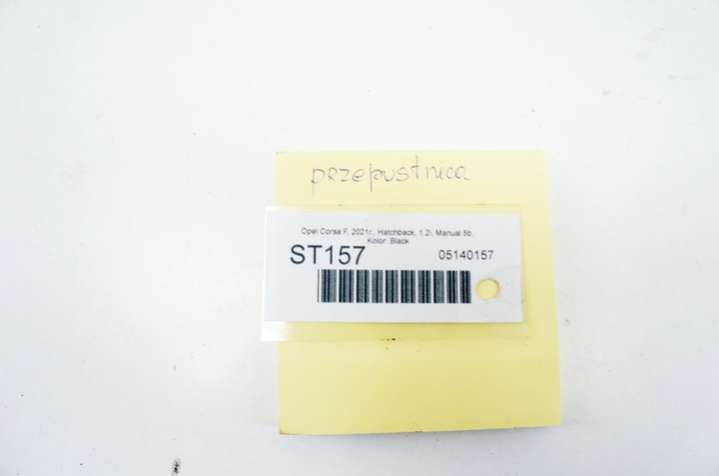 przepustnica
Opel Corsa F, 2021r., Hatchback, 1.2i, Manual 5b,
Kolor: Black
ST157
05140157